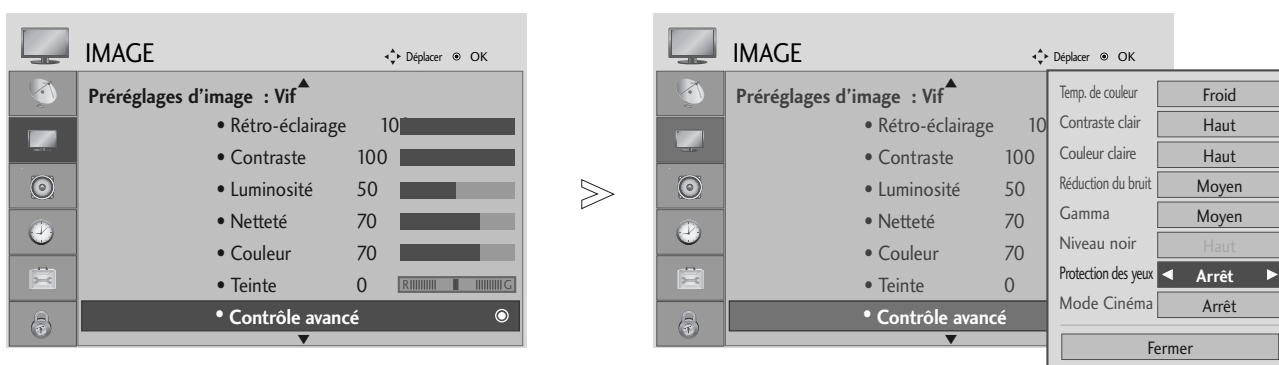 IMAGE
Déplacer OK
Préréglages d'image : Vif
• Rétro-éclairage 10
• Contraste 100
• Luminosité 50
• Netteté 70
• Couleur 70
• Teinte 0 R G
• Contrôle avancé
IMAGE
Déplacer OK
Préréglages d'image : Vif
• Rétro-éclairage 10
• Contraste 100
• Luminosité 50
• Netteté 70
• Couleur 70
• Teinte 0
• Contrôle avancé
Temp. de couleur Froid
Contraste clair Haut
Couleur claire Haut
Réduction du bruit Moyen
Gamma Moyen
Niveau noir Haut
Protection des yeux Arrêt
Mode Cinéma Arrêt
Fermer